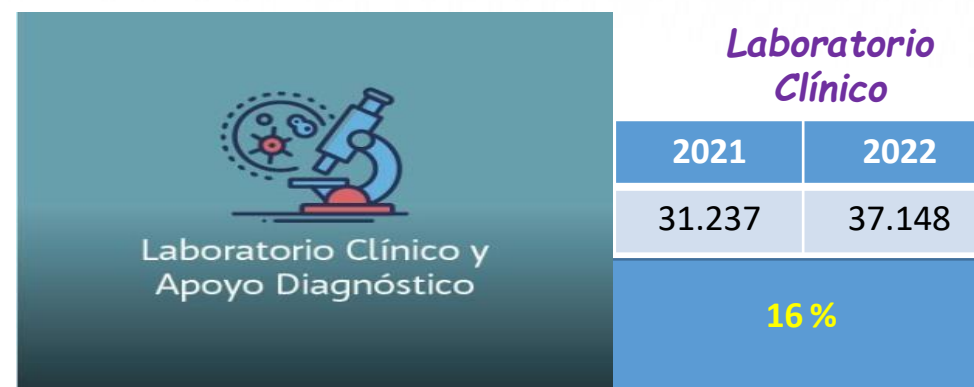 Laboratorio Clínico y
Apoyo Diagnóstico
Laboratorio
Clínico
2021 2022
31.237 37.148
16 %